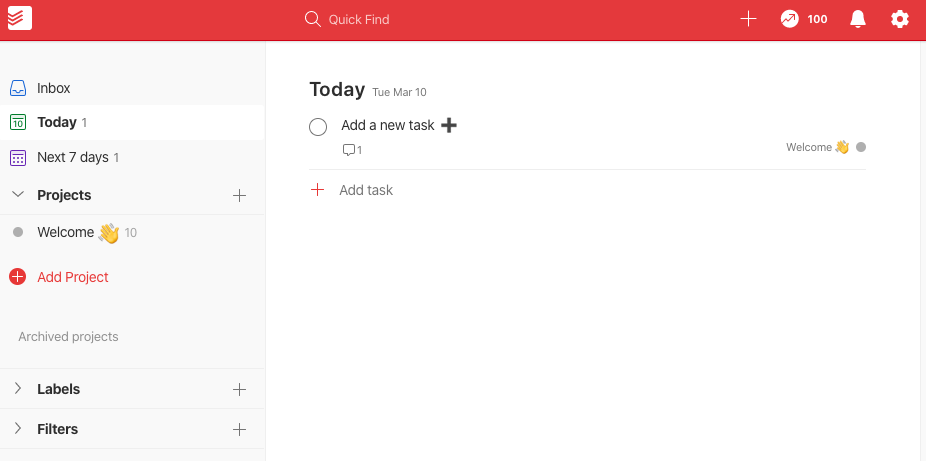 Quick Find
100
Inbox
10 Today 1
Next 7 days 1
Projects
Welcome 👋 10
Add Project
Archived projects
Labels
Filters
Today Tue Mar 10
Add a new task ➕
1
Welcome 👋
Add task